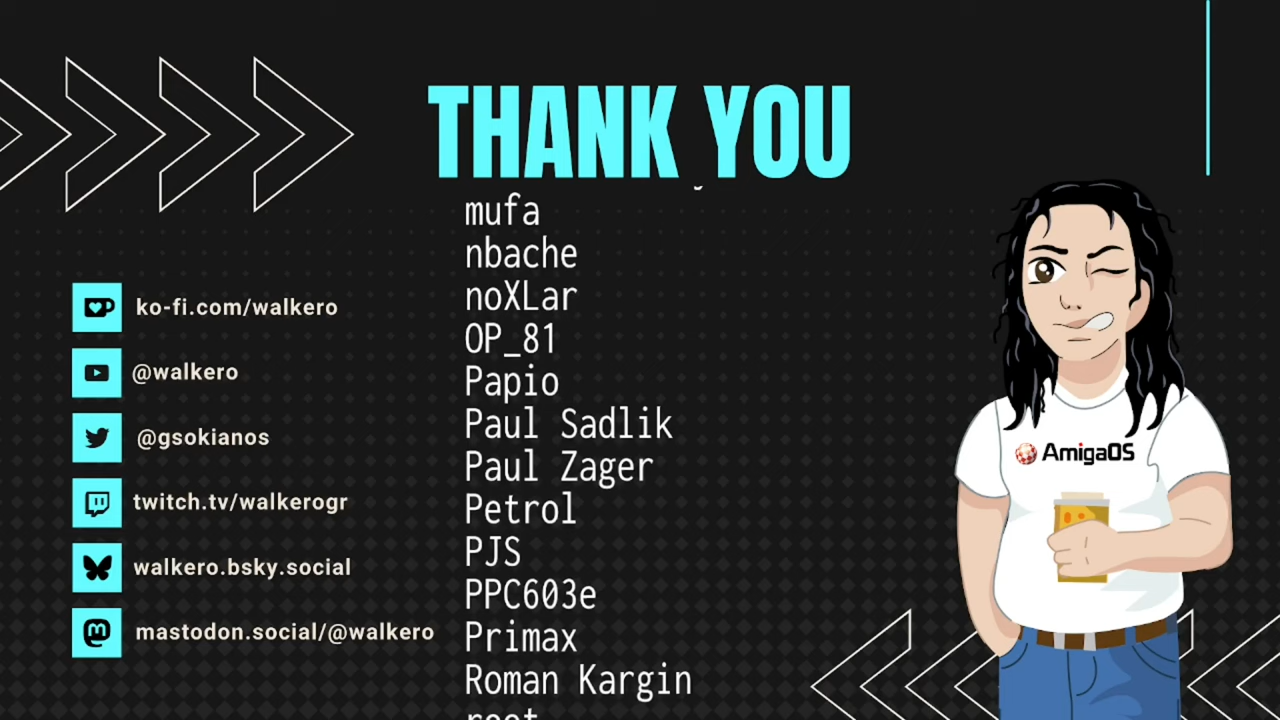 THANK YOU
ko-fi.com/walkero
@walkero
@gsokianos
twitch.tv/walkerogr
walkero.bsky.social
mastodon.social/@walkero
mufa
nbache
noXLar
OP_81
Papio
Paul Sadlik
Paul Zager
Petrol
PJS
PPC603e
Primax
Roman Kargin
AmigaOS